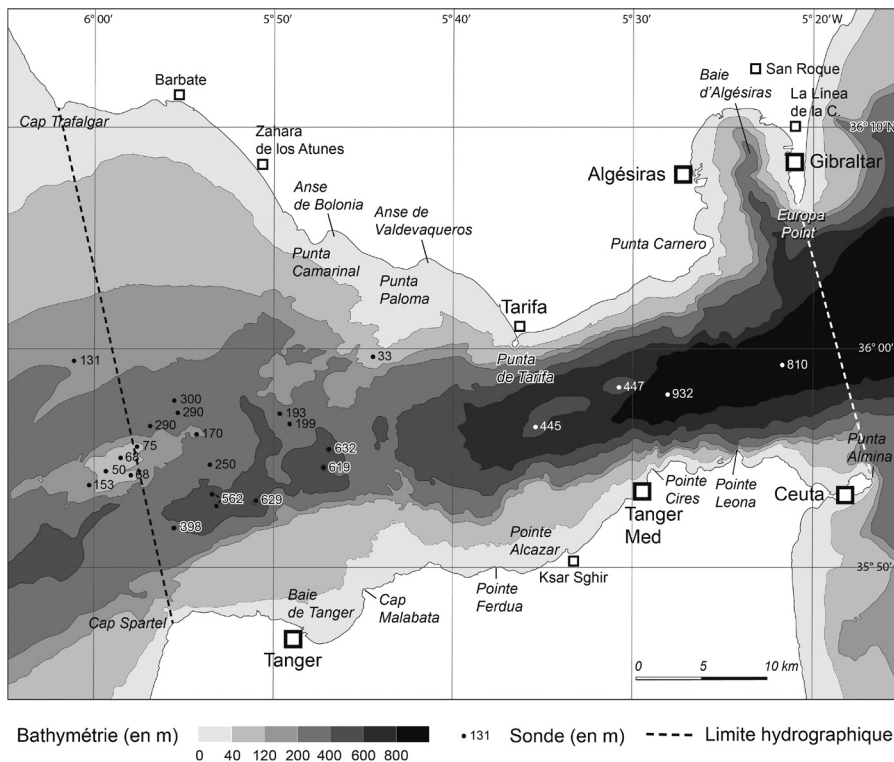 6°00'
5°50'
5°40'
5°30'
5°20'
Barbate
San Roque
Baie
d'Algésiras
La Línea
de la C.
Cap Trafalgar
36° 10'N
Zahara
de los Atunes
Gibraltar
Algésiras
Anse
de Bolonia
Anse de
Valdevaqueros
Europa
Point
Punta
Camarinal
Punta Carnero
Punta
Paloma
Tarifa
36° 00'
Punta
de Tarifa
131
33
810
447
932
300
290
290
193
199
445
170
75
68
50
68
153
250
632
619
562
629
398
Punta
Almina
Pointe
Cires
Pointe
Leona
Ceuta
Tanger
Med
Pointe
Alcazar
Ksar Sghir
35° 50'
Pointe
Ferdua
Baie
de Tanger
Cap
Malabata
Cap Spartel
Tanger
0 5 10 km
Bathymétrie (en m)
0 40 120 200 400 600 800
131 Sonde (en m)
Limite hydrographique